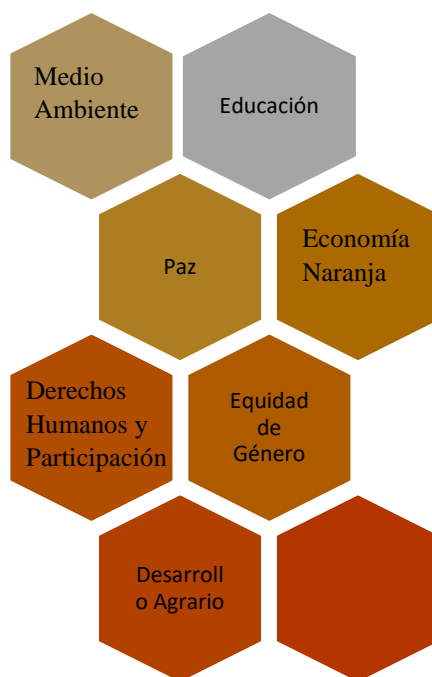 Medio
Ambiente
Educación
Paz
Economía
Naranja
Derechos
Humanos y
Participación
Equidad
de
Género
Desarroll
o Agrario